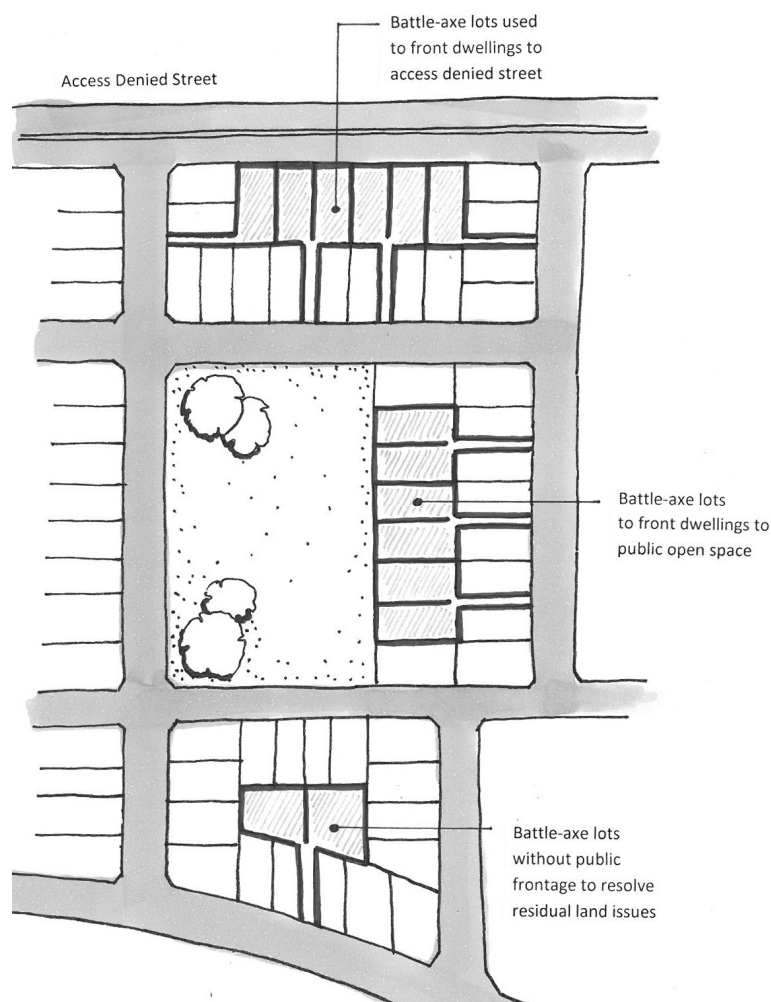 Battle-axe lots used
to front dwellings to
access denied street
Access Denied Street
Battle-axe lots
to front dwellings to
public open space
Battle-axe lots
without public
frontage to resolve
residual land issues